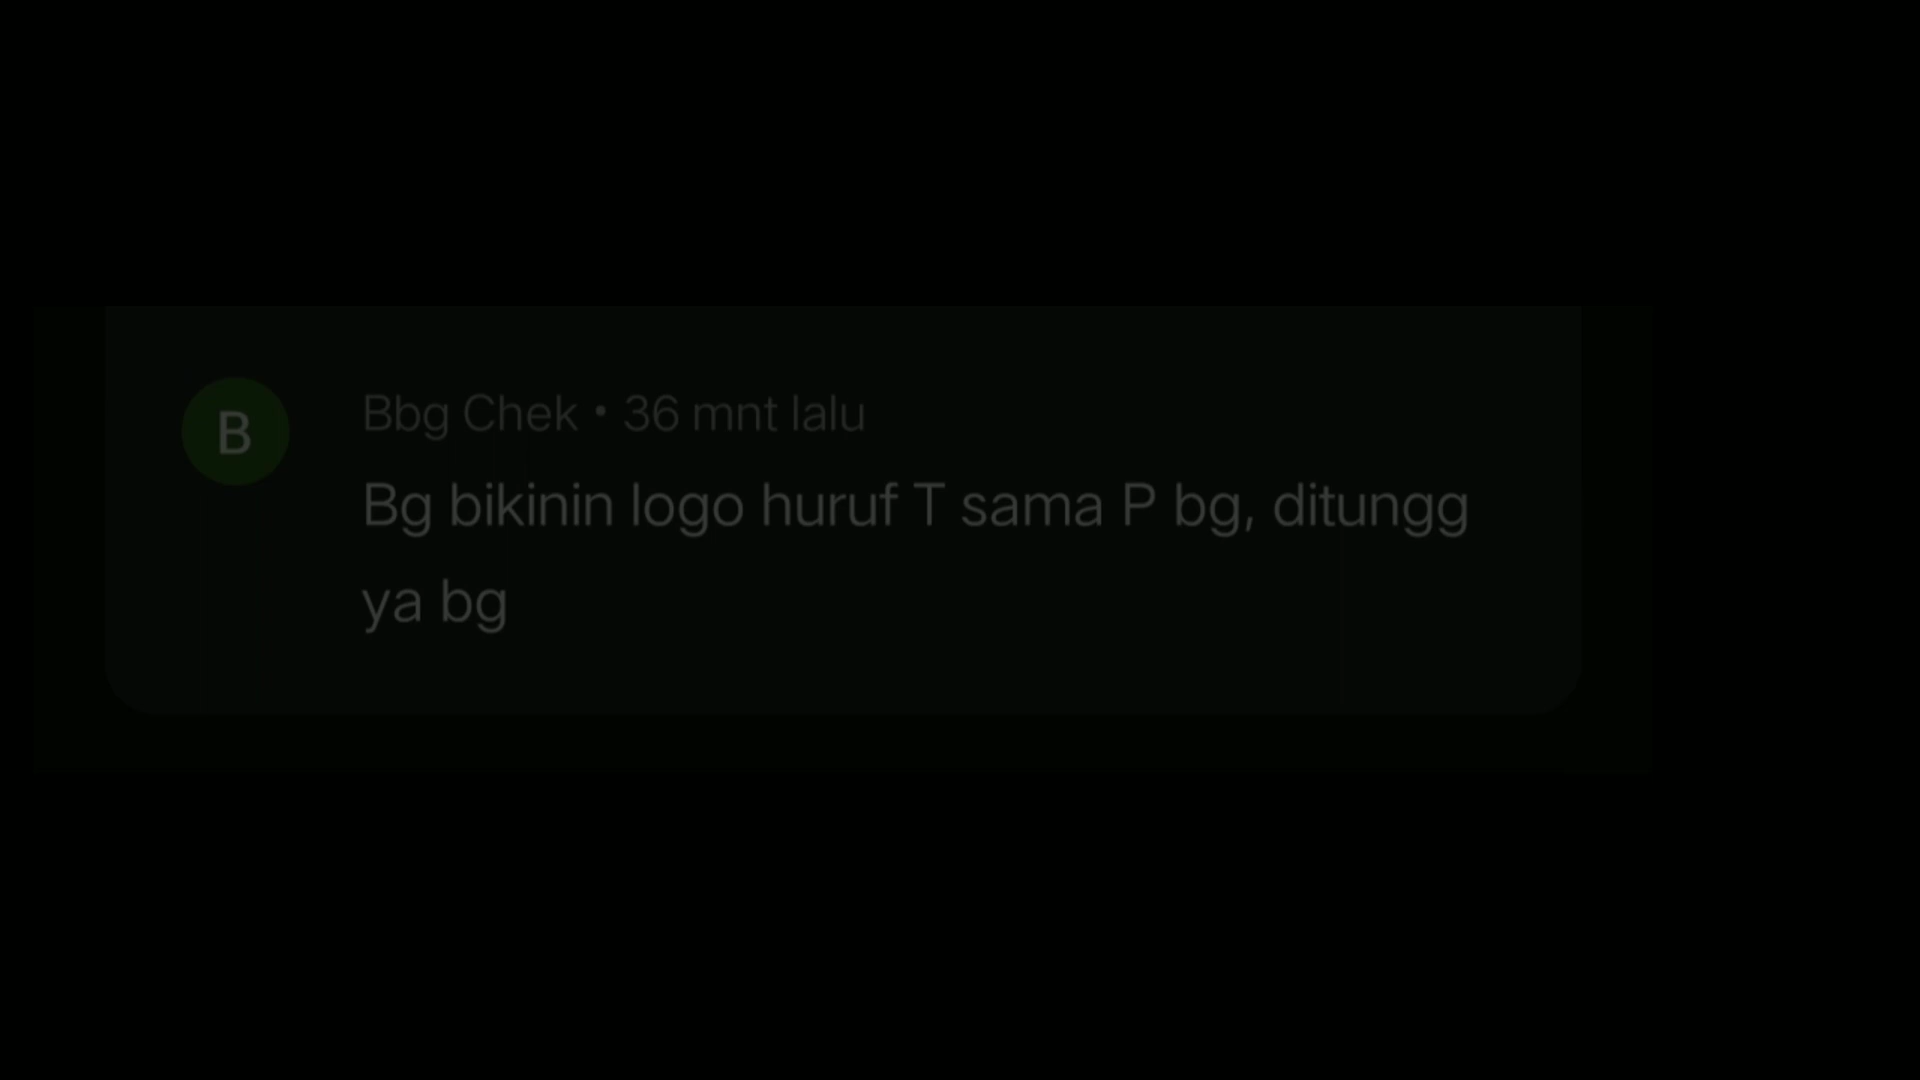 B
Bbg Chek • 36 mnt lalu
Bg bikinin logo huruf T sama P bg, ditungg
ya bg